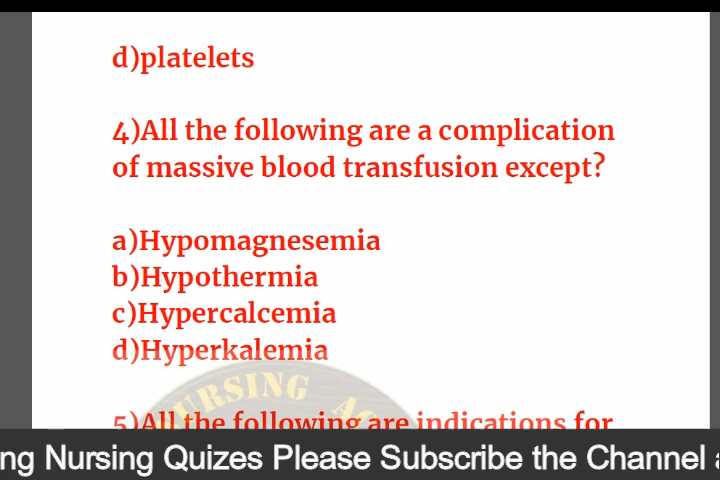 d)platelets
4)All the following are a complication
of massive blood transfusion except?
a)Hypomagnesemia
b)Hypothermia
c)Hypercalcemia
d)Hyperkalemia
NURSING
5)All the following are indications for
ng Nursing Quizes Please Subscribe the Channel a